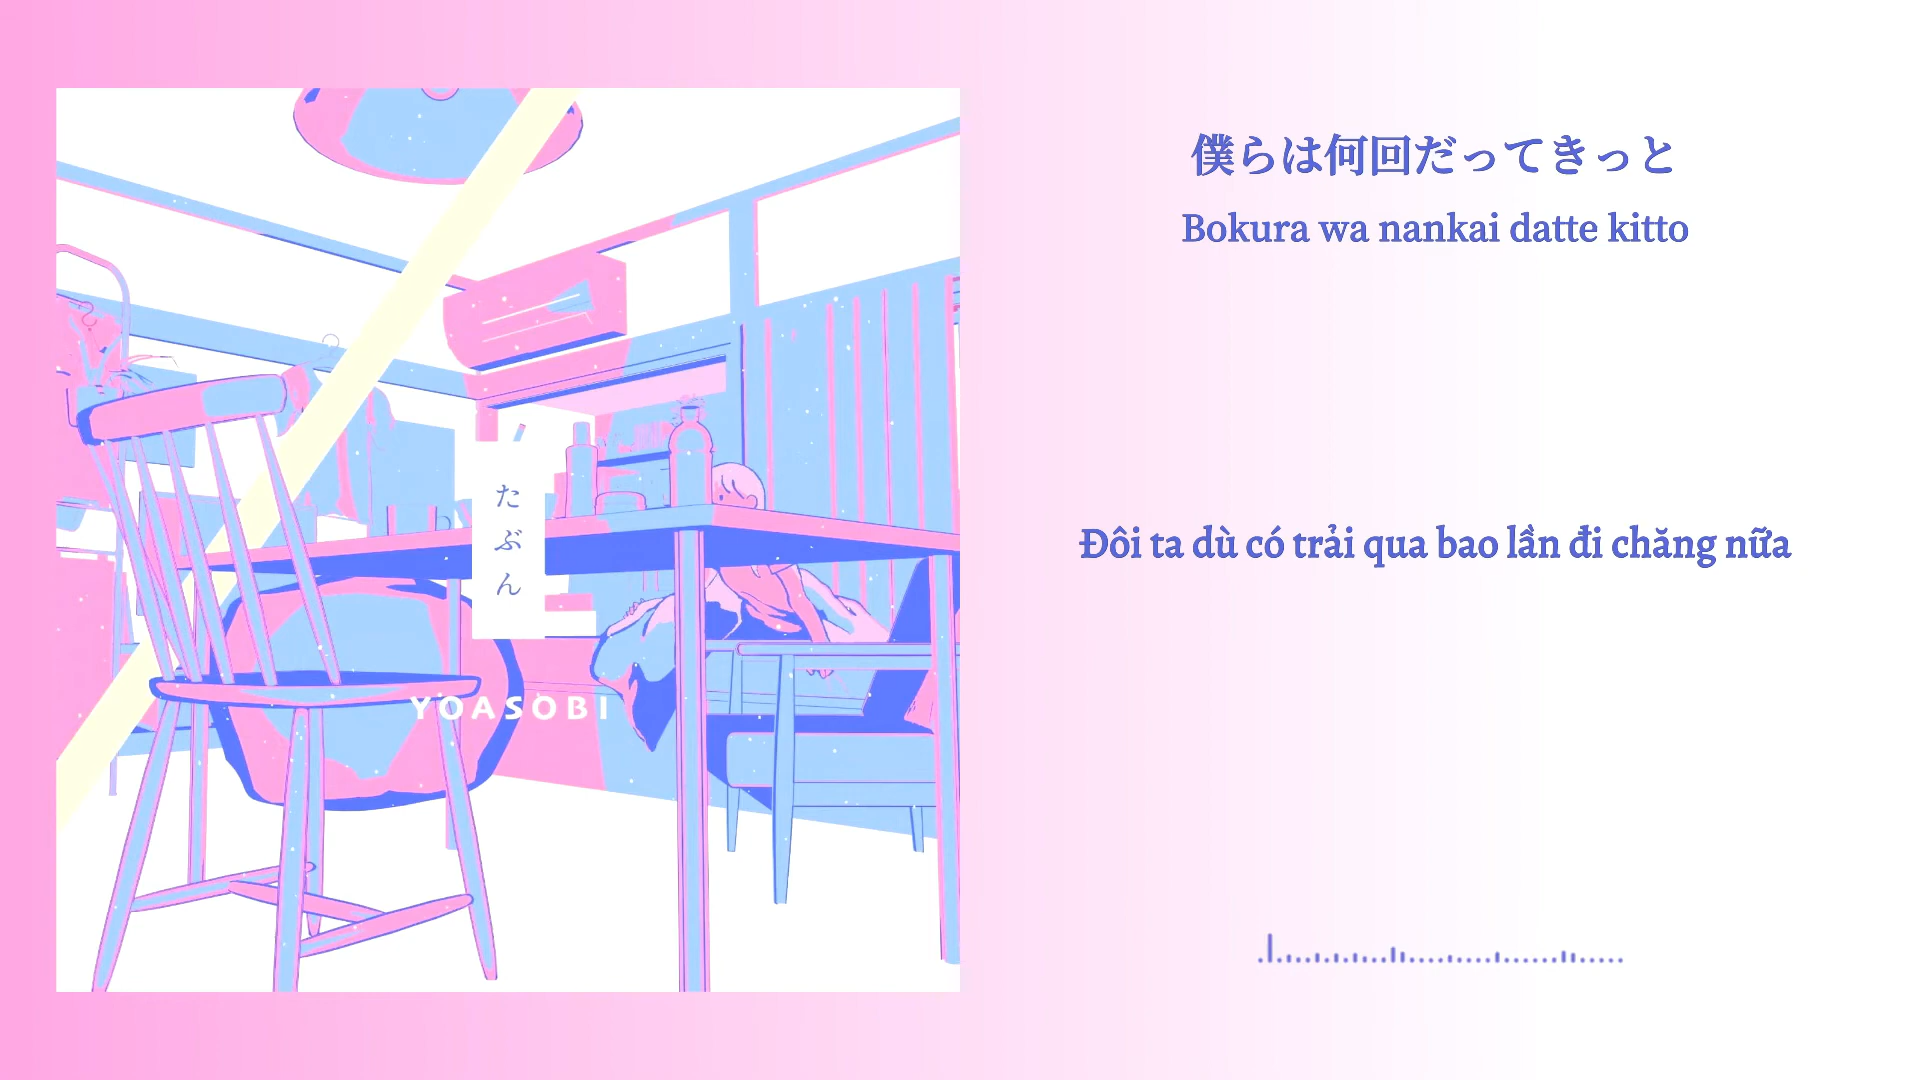 たぶん
YOASOBI
僕らは何回だってきっと
Bokura wa nankai datte kitto
Đôi ta dù có trải qua bao lần đi chăng nữa